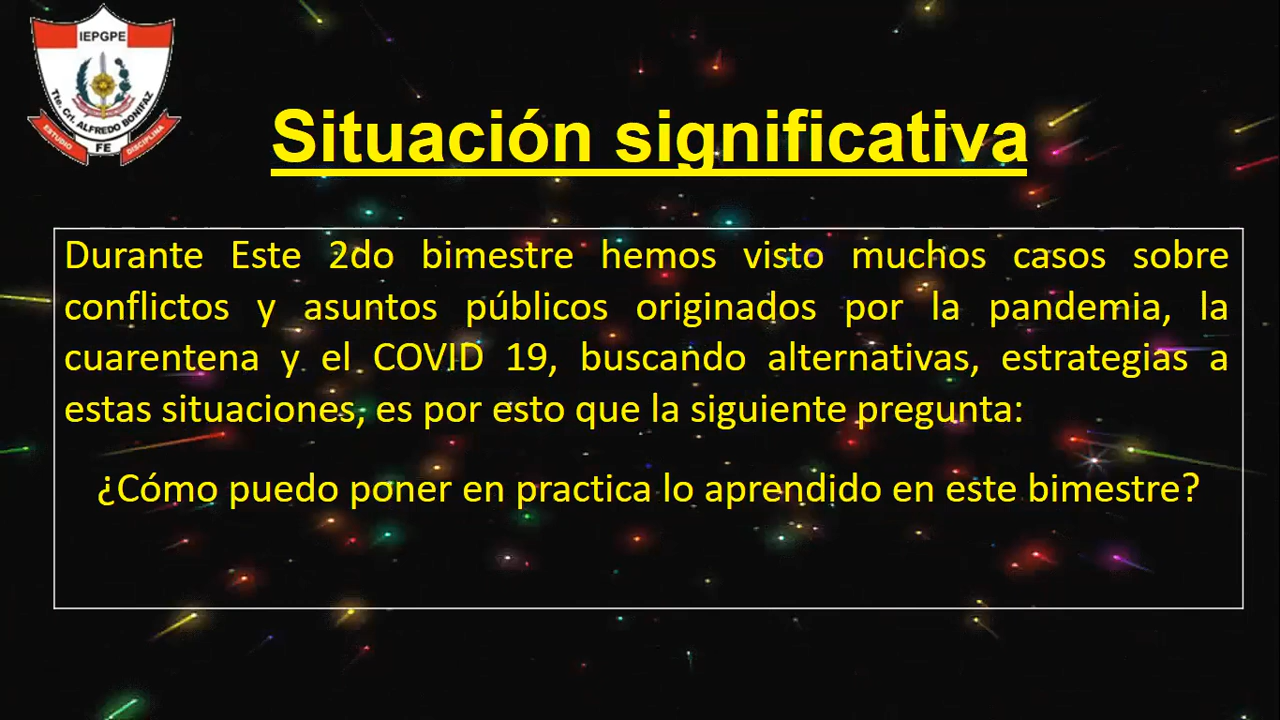 IEPGPE
Tte. Crl. ALFREDO BONIFAZ
ESTUDIO
FE
DISCIPLINA
Situación significativa
Durante Este 2do bimestre hemos visto muchos casos sobre
conflictos y asuntos públicos originados por la pandemia, la
cuarentena y el COVID 19, buscando alternativas, estrategias a
estas situaciones, es por esto que la siguiente pregunta:
¿Cómo puedo poner en practica lo aprendido en este bimestre?